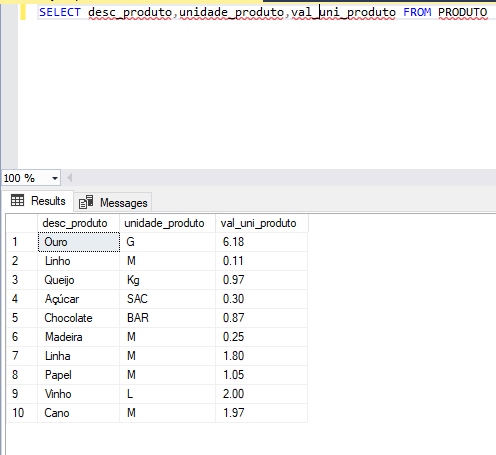 SELECT desc_produto,unidade_produto,val_uni_produto FROM PRODUTO
100 %
Results Messages
desc_produto unidade_produto val_uni_produto
1 Ouro G 6.18
2 Linho M 0.11
3 Queijo Kg 0.97
4 Açúcar SAC 0.30
5 Chocolate BAR 0.87
6 Madeira M 0.25
7 Linha M 1.80
8 Papel M 1.05
9 Vinho L 2.00
10 Cano M 1.97